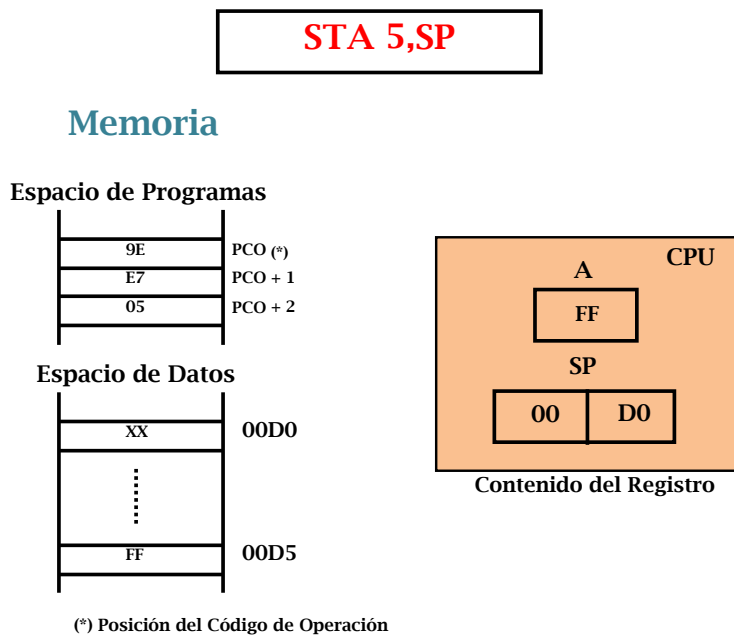 STA 5,SP
Memoria
Espacio de Programas
9E PCO (*)
E7 PCO + 1
05 PCO + 2
Espacio de Datos
XX 00D0
FF 00D5
(*) Posición del Código de Operación
CPU
A
FF
SP
00 D0
Contenido del Registro